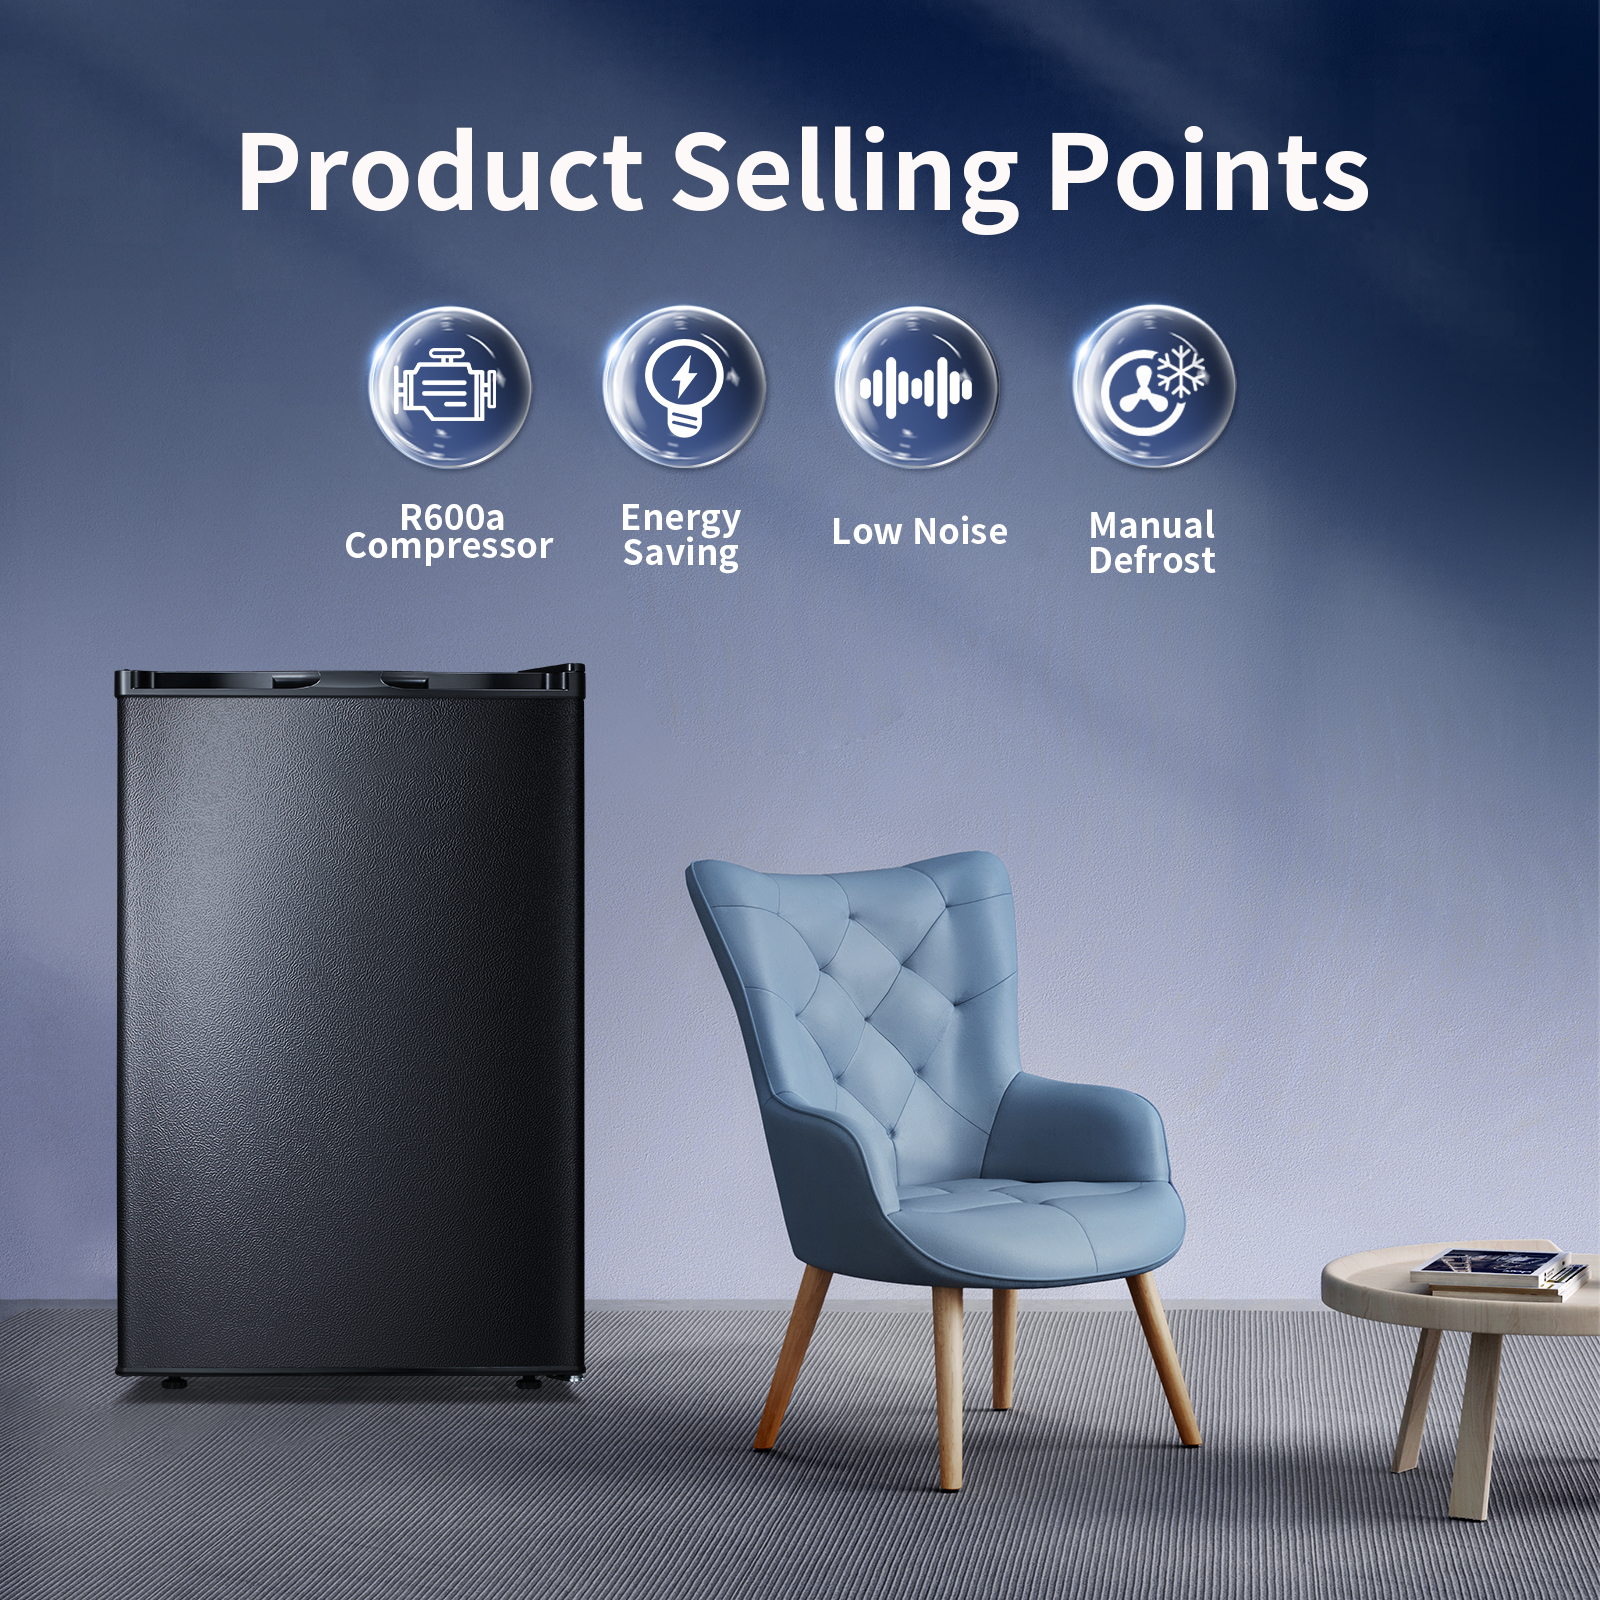 Product Selling Points
R600a
Compressor
Energy
Saving
Low Noise
Manual
Defrost